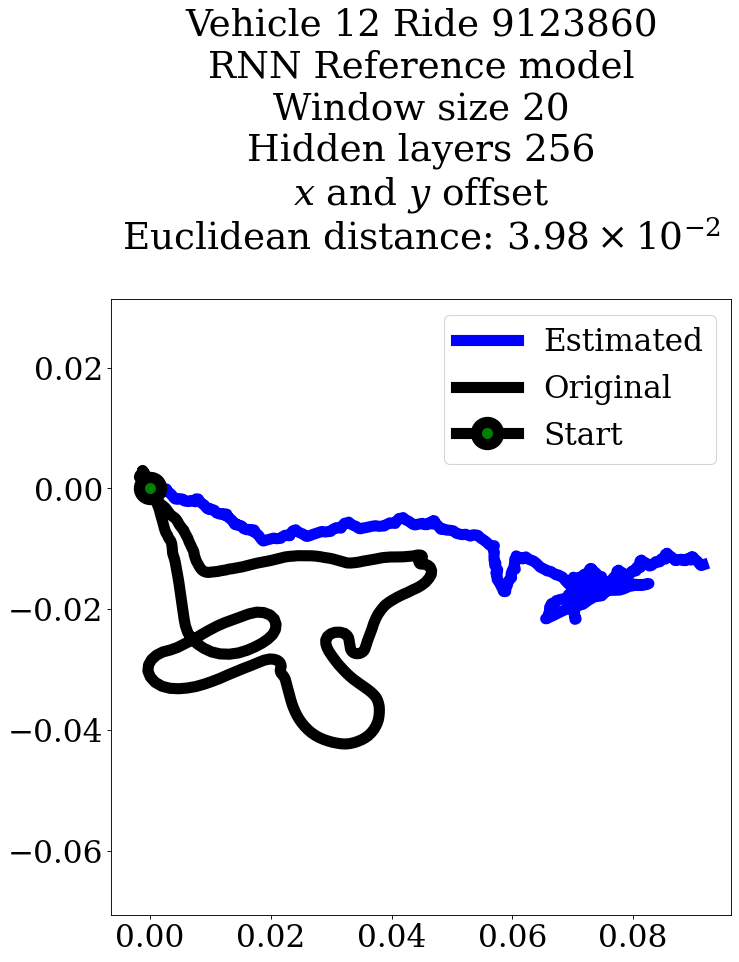 Vehicle 12 Ride 9123860
RNN Reference model
Window size 20
Hidden layers 256
x and y offset
Euclidean distance: 3.98 × 10⁻²
Estimated
Original
Start
0.02
0.00
−0.02
−0.04
−0.06
0.00 0.02 0.04 0.06 0.08